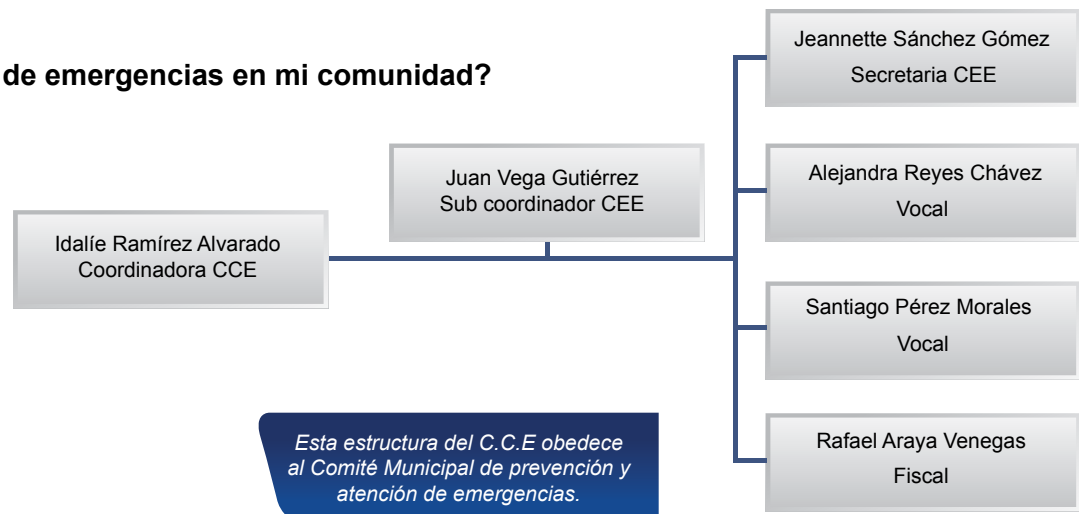 de emergencias en mi comunidad?
Idalíe Ramírez Alvarado
Coordinadora CCE
Juan Vega Gutiérrez
Sub coordinador CEE
Jeannette Sánchez Gómez
Secretaria CEE
Alejandra Reyes Chávez
Vocal
Santiago Pérez Morales
Vocal
Rafael Araya Venegas
Fiscal
Esta estructura del C.C.E obedece
al Comité Municipal de prevención y
atención de emergencias.